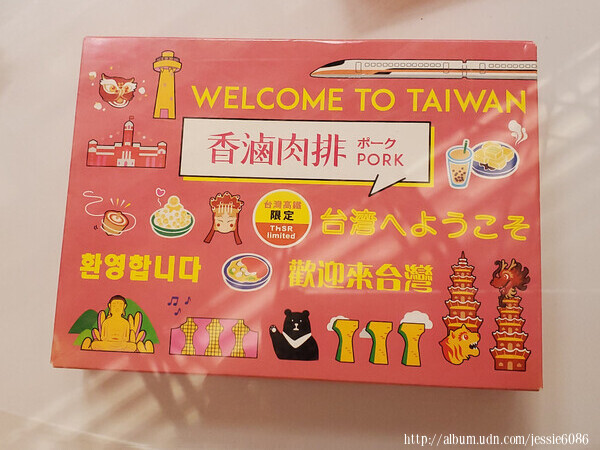 WELCOME TO TAIWAN
香滷肉排 ポーク
PORK
台灣高鐵
限定
ThSR
limited
台湾へようこそ
환영합니다
歡迎來台灣
http://album.udn.com/jessie6086